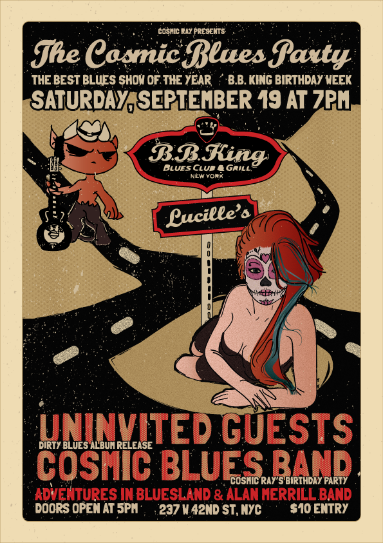 COSMIC RAY PRESENTS
The Cosmic Blues Party
THE BEST BLUES SHOW OF THE YEAR B.B. KING BIRTHDAY WEEK
SATURDAY, SEPTEMBER 19 AT 7PM
B.B. King
BLUES CLUB & GRILL
NEW YORK
Lucille's
UNINVITED GUESTS
DIRTY BLUES ALBUM RELEASE
COSMIC BLUES BAND
COSMIC RAY'S BIRTHDAY PARTY
ADVENTURES IN BLUESLAND & ALAN MERRILL BAND
DOORS OPEN AT 5PM 237 W 42ND ST, NYC $10 ENTRY